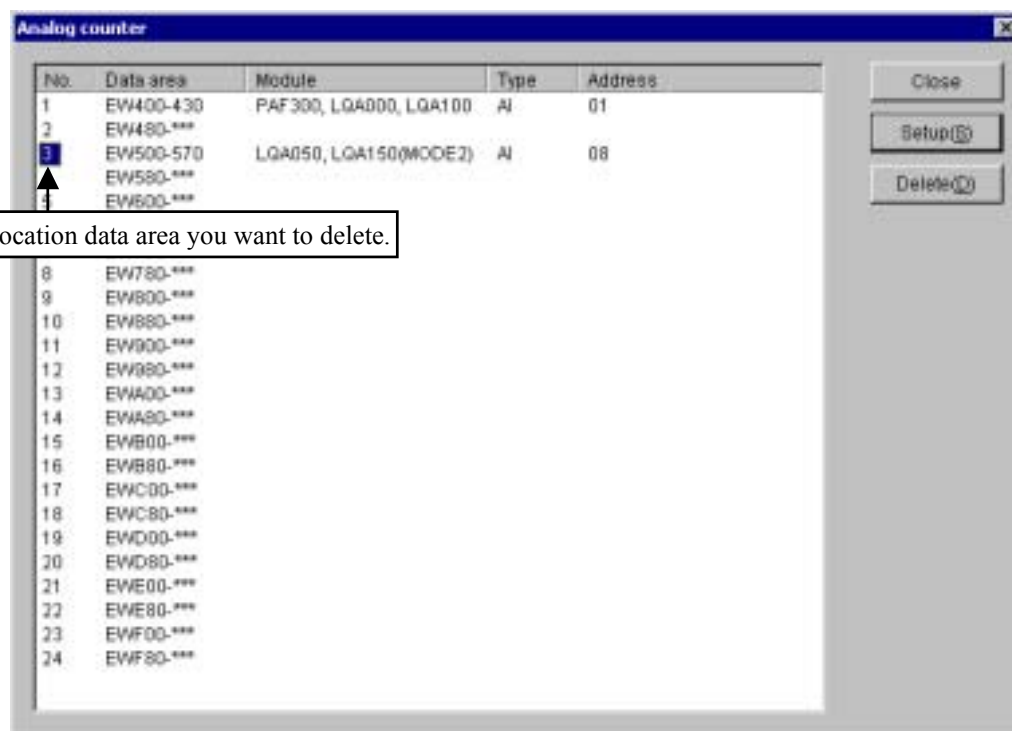 Analog counter
No. Data area Module Type Address
1 EW400-430 PAF300, LQA000, LQA100 AI 01
2 EW480-***
3 EW500-570 LQA050, LQA150(MODE2) AI 08
EW580-***
5 EW600-***
ocation data area you want to delete.
8 EW780-***
9 EW800-***
10 EW880-***
11 EW900-***
12 EW980-***
13 EWA00-***
14 EWA80-***
15 EWB00-***
16 EWB80-***
17 EWC00-***
18 EWC80-***
19 EWD00-***
20 EWD80-***
21 EWE00-***
22 EWE80-***
23 EWF00-***
24 EWF80-***
Close
Setup(S)
Delete(D)